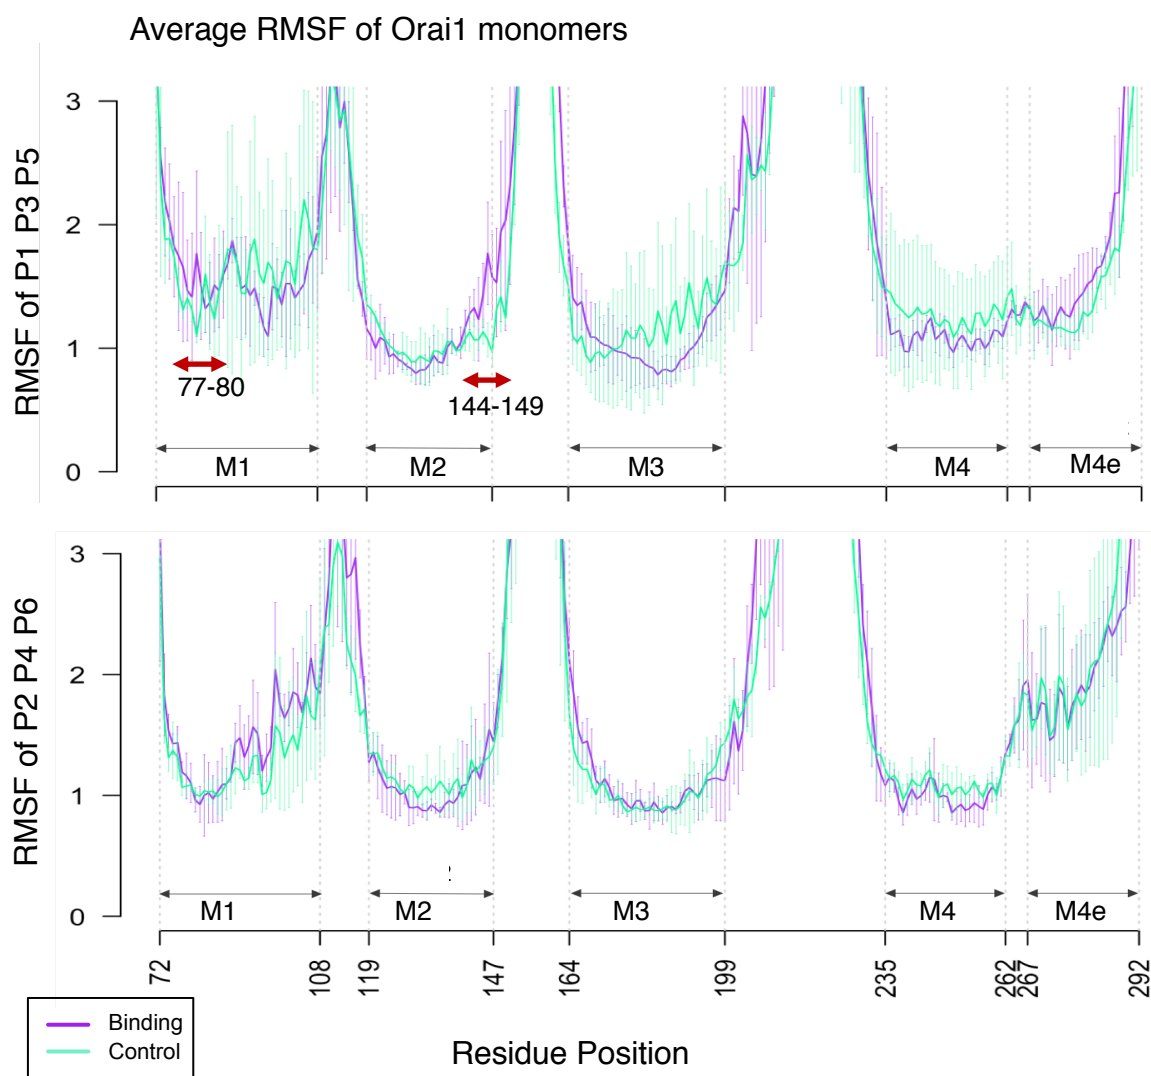 Average RMSF of Orai1 monomers
RMSF of P1 P3 P5
3
2
1
0
77-80
144-149
M1
M2
M3
M4
M4e
RMSF of P2 P4 P6
3
2
1
0
M1
M2
M3
M4
M4e
72
108
119
147
164
199
235
262
267
292
Binding
Control
Residue Position